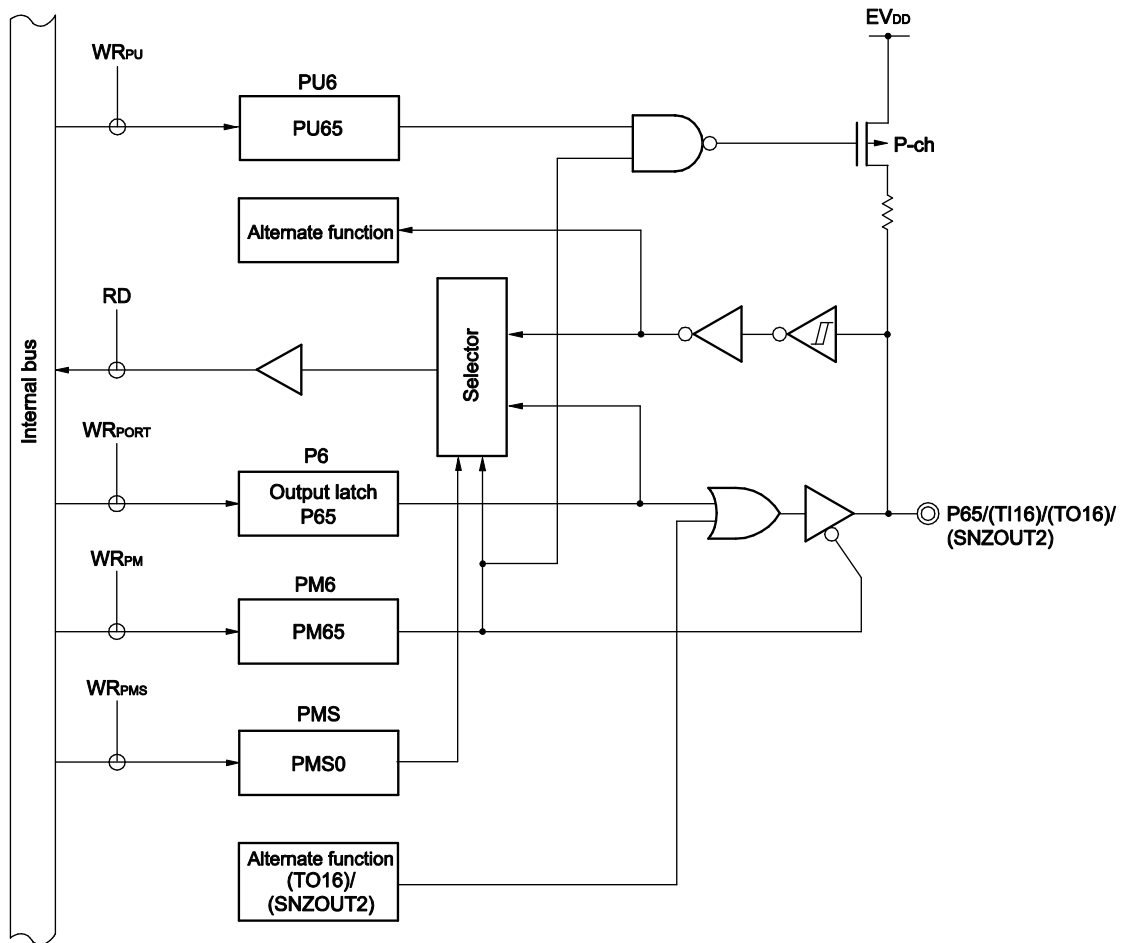 EVDD
WRPU
PU6
PU65
P-ch
Alternate function
RD
Selector
Internal bus
WRPORT
P6
Output latch
P65
P65/(TI16)/(TO16)/
(SNZOUT2)
WRPM
PM6
PM65
WRPMS
PMS
PMS0
Alternate function
(TO16)/
(SNZOUT2)